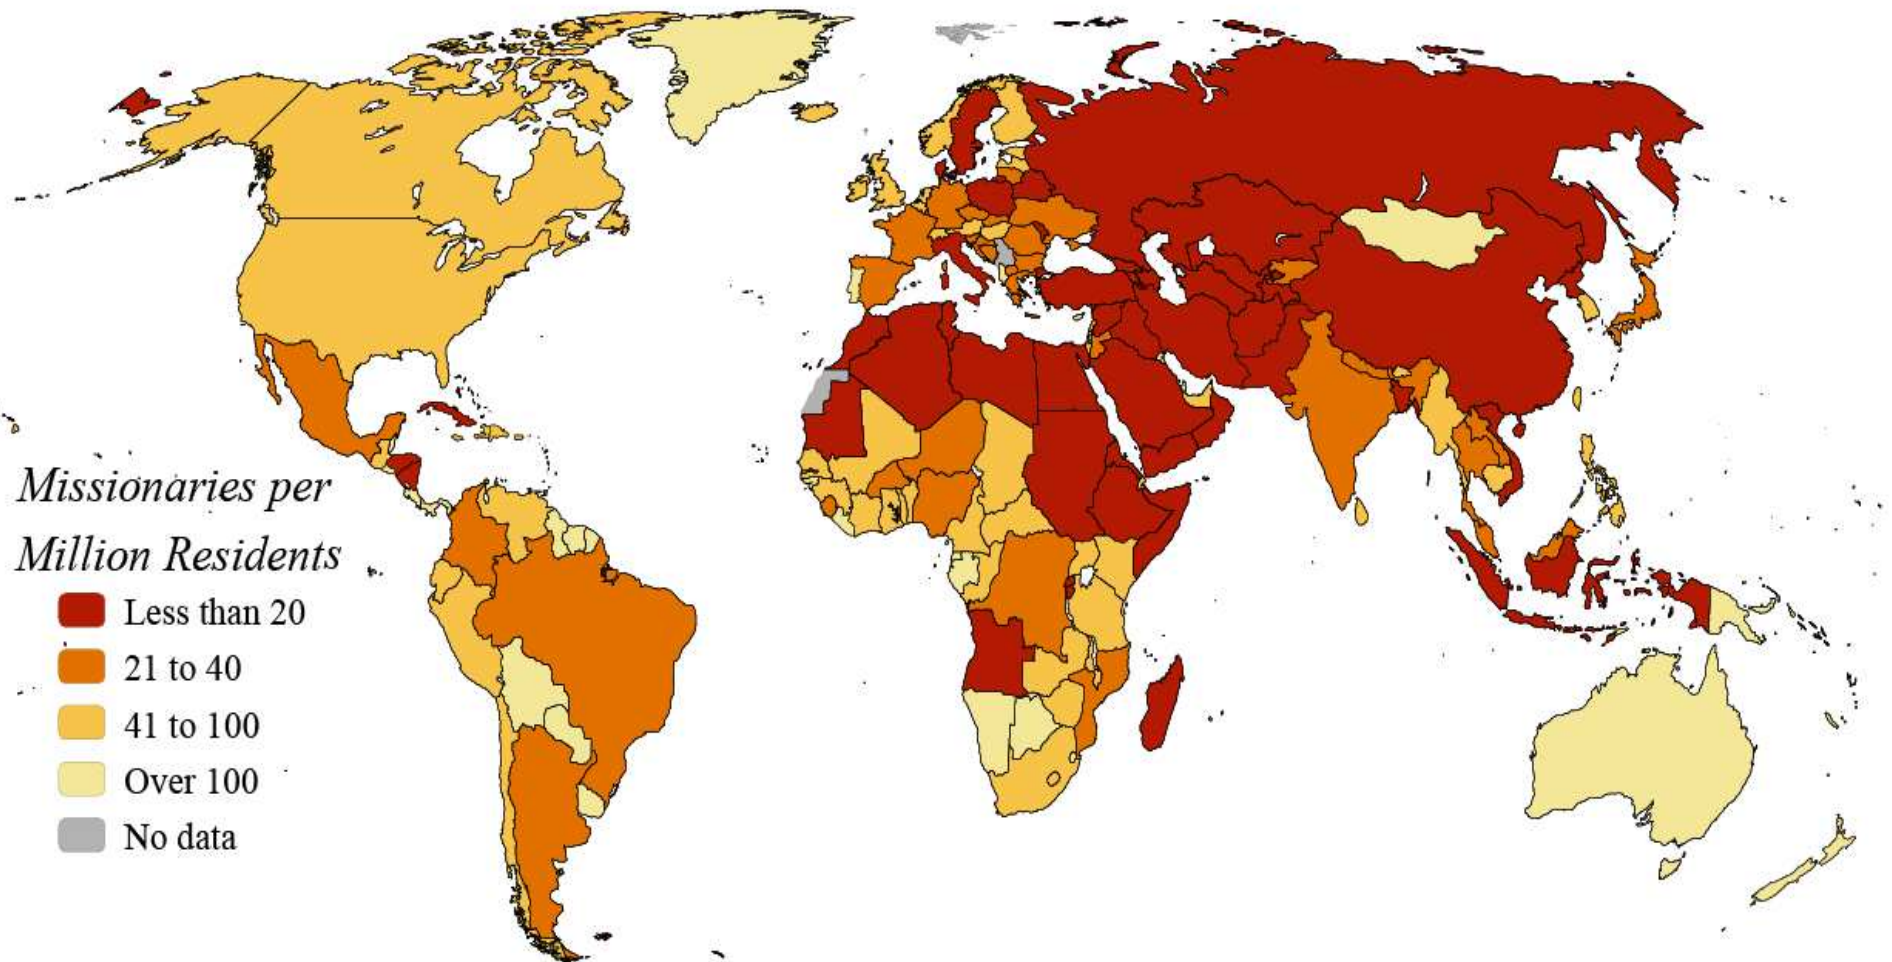 Missionaries per
Million Residents
Less than 20
21 to 40
41 to 100
Over 100
No data